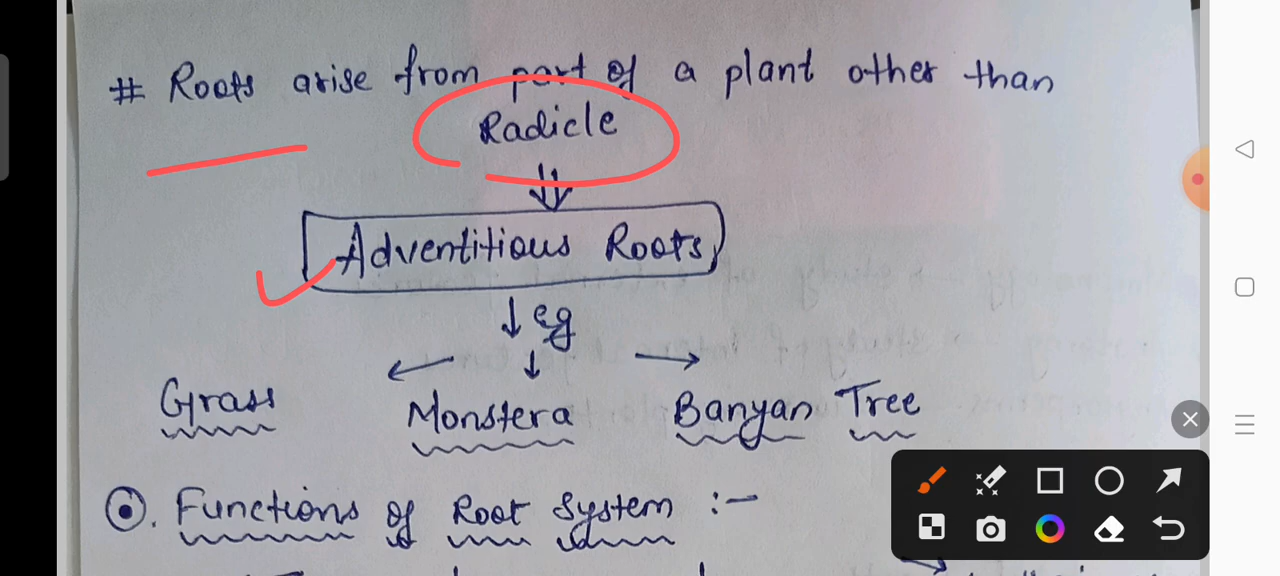 # Roots arise from part of a plant other than
Radicle
Adventitious Roots
eg
Grass Monstera Banyan Tree
Functions of Root System :-